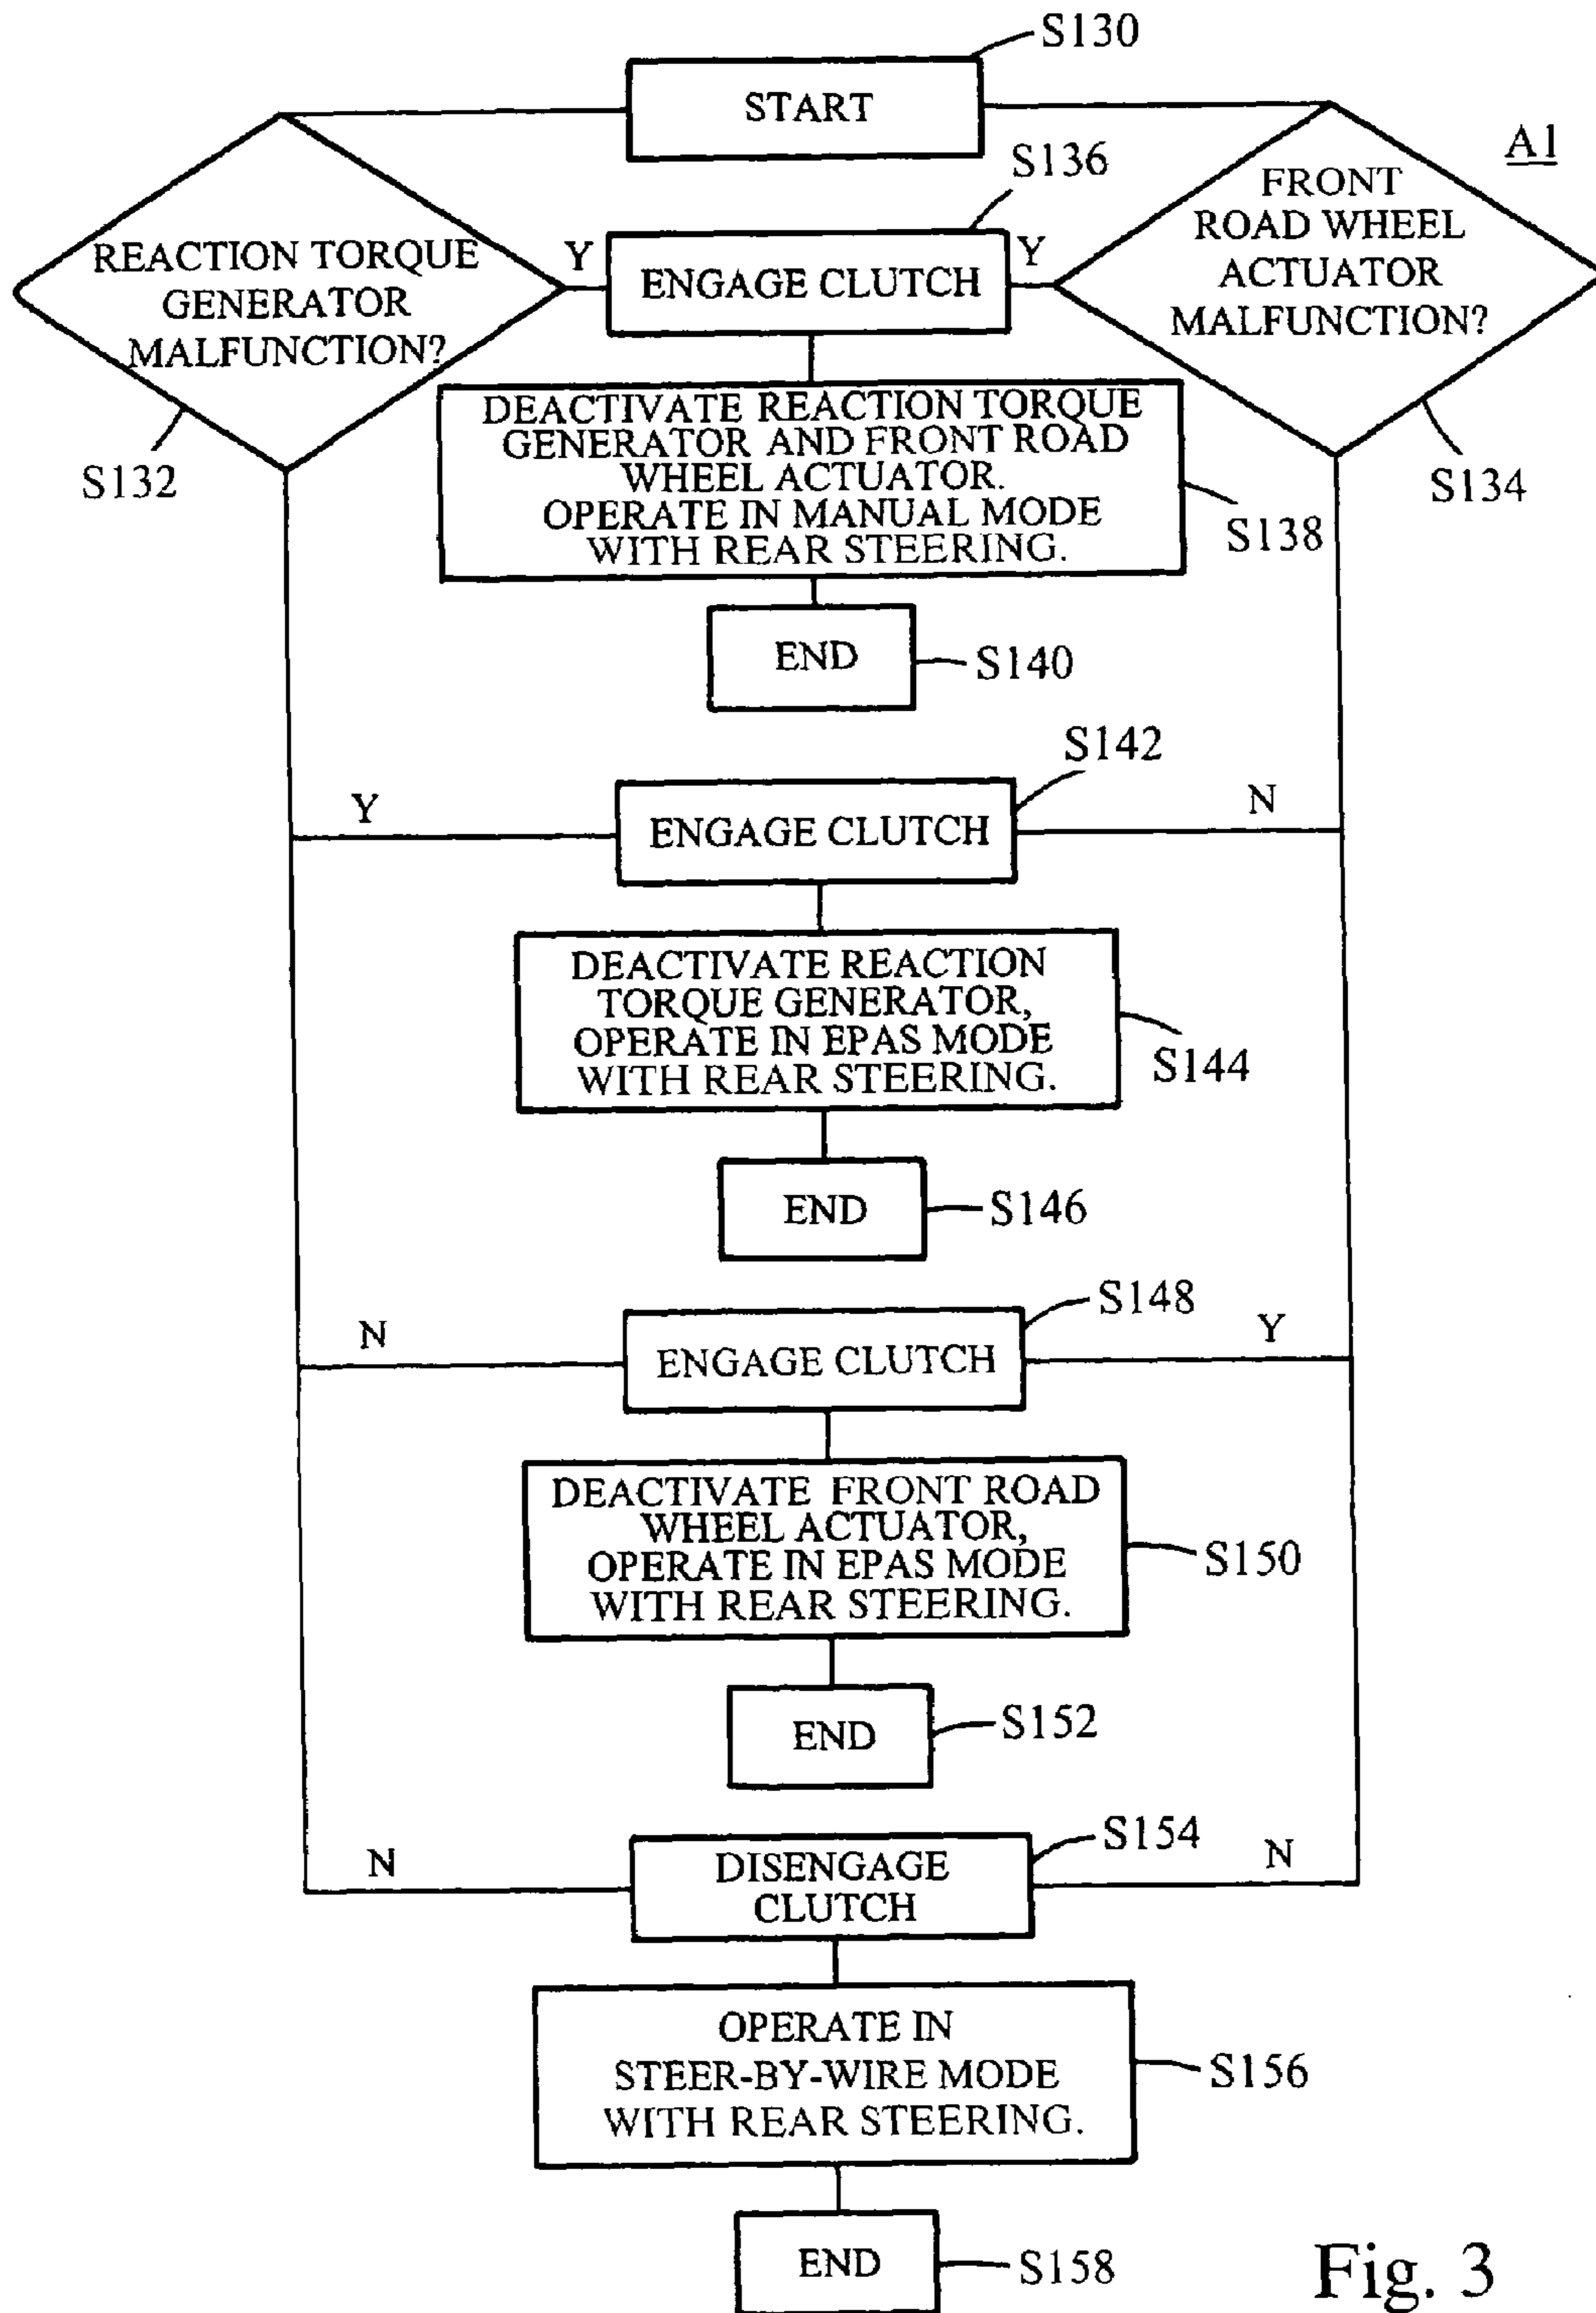 S130
START
A1
S136
FRONT
ROAD WHEEL
ACTUATOR
MALFUNCTION?
REACTION TORQUE
GENERATOR
MALFUNCTION?
Y
ENGAGE CLUTCH
Y
S132
S134
DEACTIVATE REACTION TORQUE
GENERATOR AND FRONT ROAD
WHEEL ACTUATOR.
OPERATE IN MANUAL MODE
WITH REAR STEERING.
S138
END
S140
S142
Y
ENGAGE CLUTCH
N
DEACTIVATE REACTION
TORQUE GENERATOR,
OPERATE IN EPAS MODE
WITH REAR STEERING.
S144
END
S146
S148
N
ENGAGE CLUTCH
Y
DEACTIVATE FRONT ROAD
WHEEL ACTUATOR,
OPERATE IN EPAS MODE
WITH REAR STEERING.
S150
END
S152
S154
N
DISENGAGE
CLUTCH
N
OPERATE IN
STEER-BY-WIRE MODE
WITH REAR STEERING.
S156
END
S158
Fig. 3